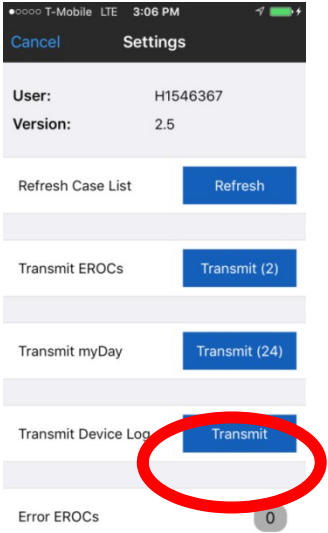 T-Mobile LTE 3:06 PM
Cancel Settings
User: H1546367
Version: 2.5
Refresh Case List Refresh
Transmit EROCs Transmit (2)
Transmit myDay Transmit (24)
Transmit Device Log Transmit
Error EROCs 0